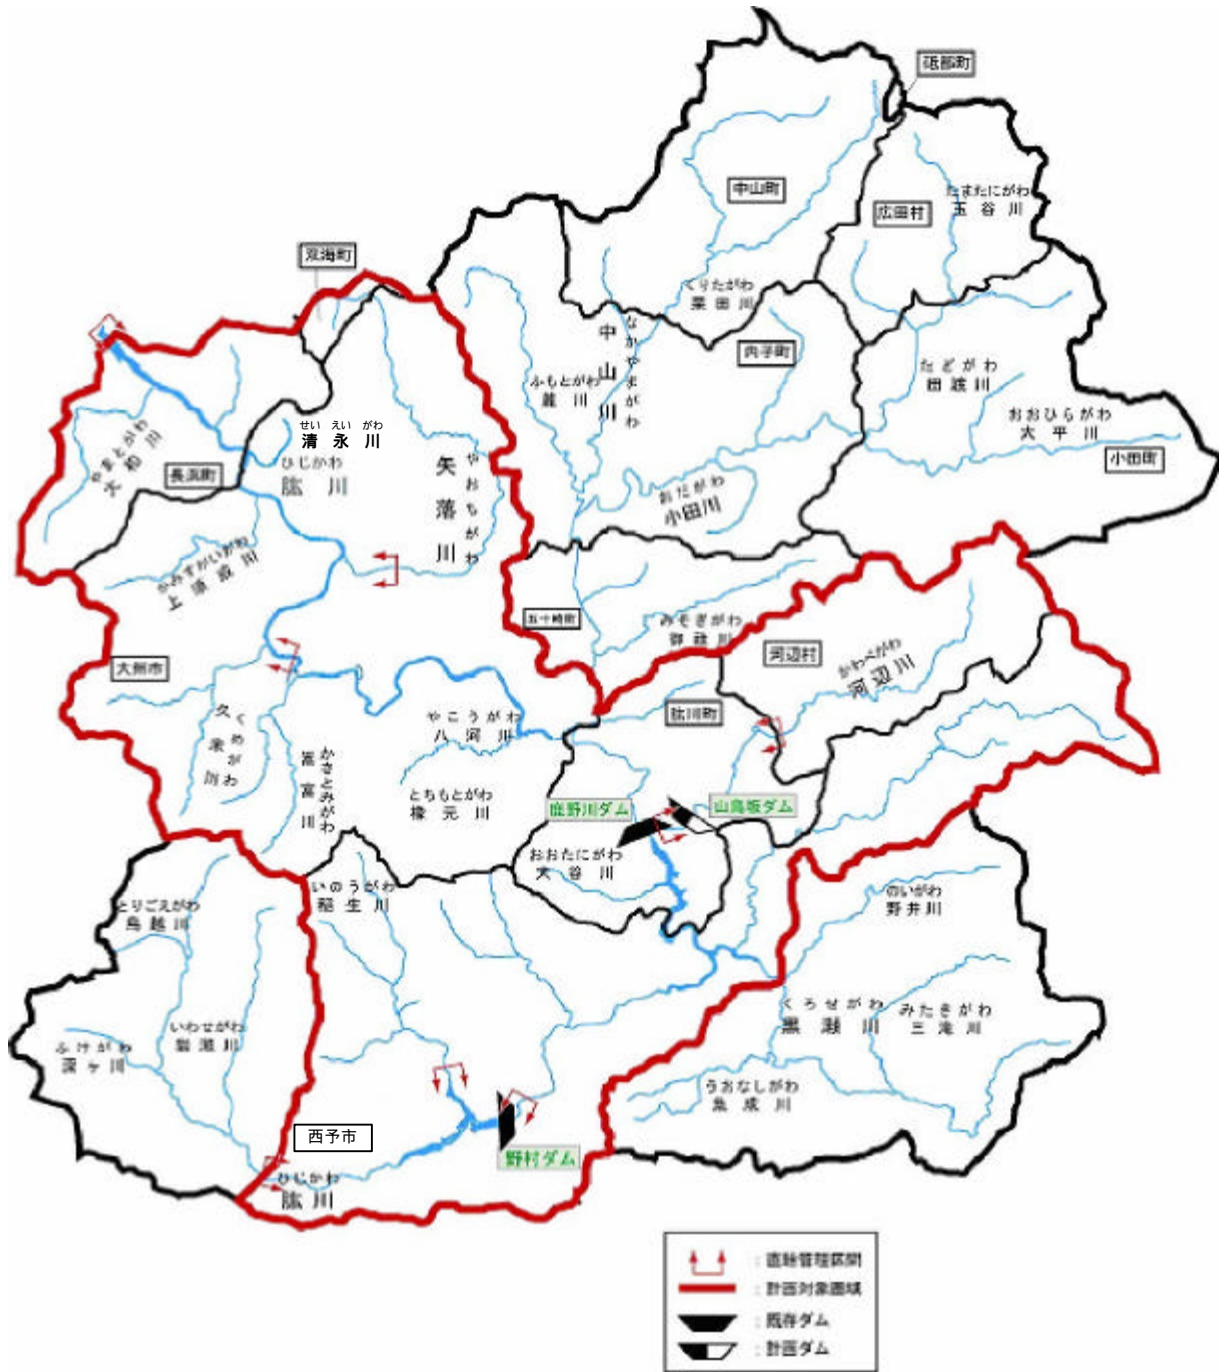 砥部町
中山町
たまたにがわ
玉谷川
広田村
双海町
くりたがわ
栗田川
なかやまがわ
中山川
内子町
ふもとがわ
麓川
たどがわ
田渡川
おおひらがわ
大平川
小田町
せいえいがわ
清永川
ひじかわ
肱川
やまとがわ
大和川
長浜町
やおちがわ
矢落川
おだがわ
小田川
かみすがいがわ
上須戒川
五十崎町
みそぎがわ
御祓川
大洲市
河辺村
かわべがわ
河辺川
肱川町
やこうがわ
八河川
くめがわ
久米川
かさとみがわ
嵩富川
とちもとがわ
橡元川
鹿野川ダム
山鳥坂ダム
おおたにがわ
大谷川
いのうがわ
稲生川
とりごえがわ
鳥越川
のいがわ
野井川
くろせがわ
黒瀬川
みたきがわ
三滝川
いわせがわ
岩瀬川
ふけがわ
深ヶ川
うおなしがわ
魚成川
西予市
野村ダム
ひじかわ
肱川
:直轄管理区間
:計画対象圏域
:既存ダム
:計画ダム